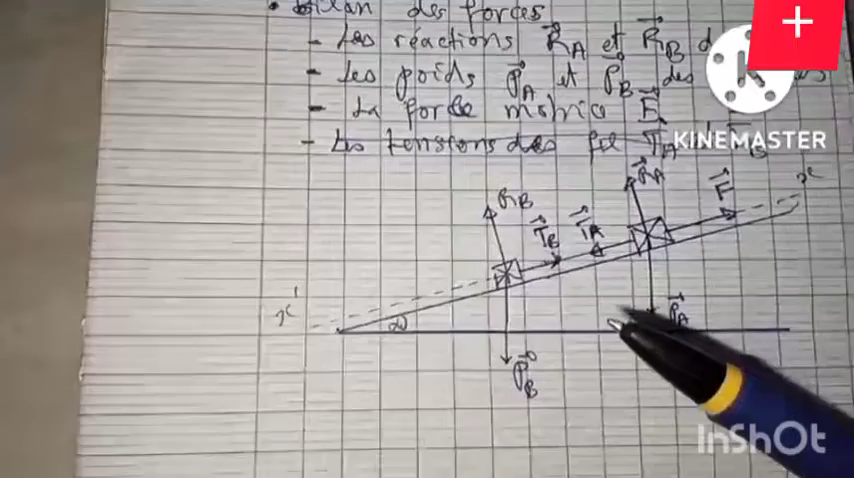 bilan des forces
- Les réactions R⃗A et R⃗B d
- Les poids P⃗A et P⃗B des
- La force motrice F⃗
- Les tensions des fil T⃗A
KINEMASTER
R⃗A
F⃗
x
RB
T⃗B
T⃗A
x'
α
P⃗A
P⃗B
InShOt